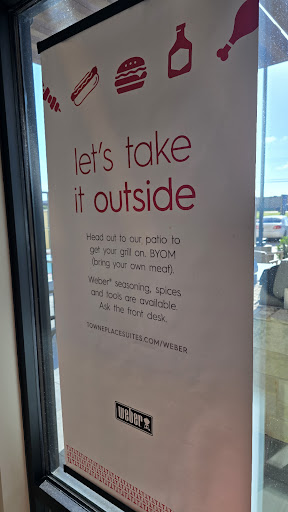 let's take
it outside
Head out to our patio to
get your grill on. BYOM
(bring your own meat).
Weber® seasoning, spices
and tools are available.
Ask the front desk.
TOWNEPLACESUITES.COM/WEBER
weber